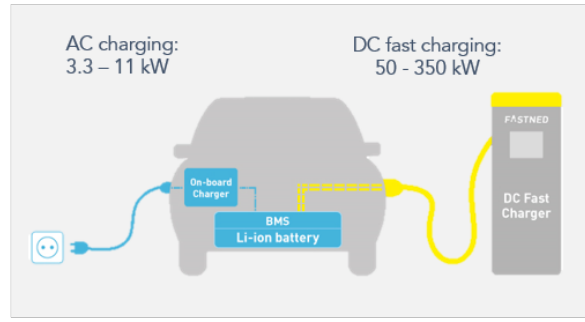 AC charging:
3.3 – 11 kW
DC fast charging:
50 - 350 kW
FASTNED
On-board
Charger
DC Fast
Charger
BMS
Li-ion battery